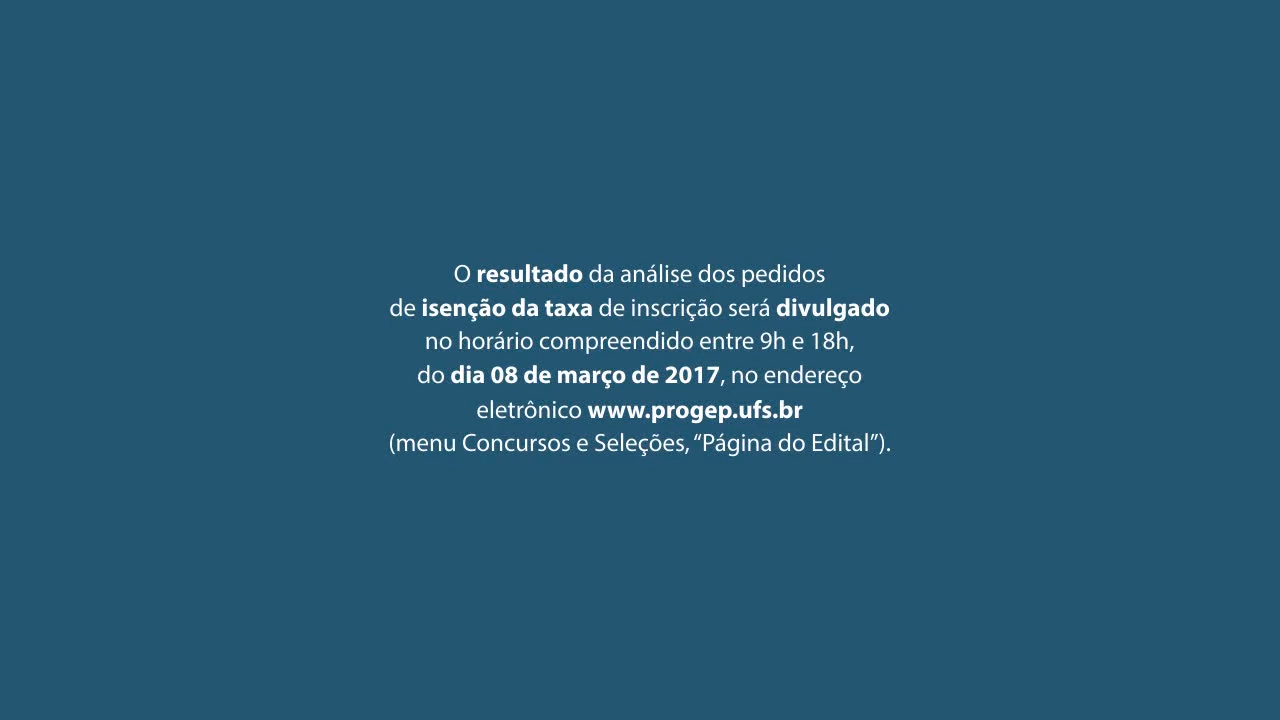 O resultado da análise dos pedidos
de isenção da taxa de inscrição será divulgado
no horário compreendido entre 9h e 18h,
do dia 08 de março de 2017, no endereço
eletrônico www.progep.ufs.br
(menu Concursos e Seleções, “Página do Edital”).